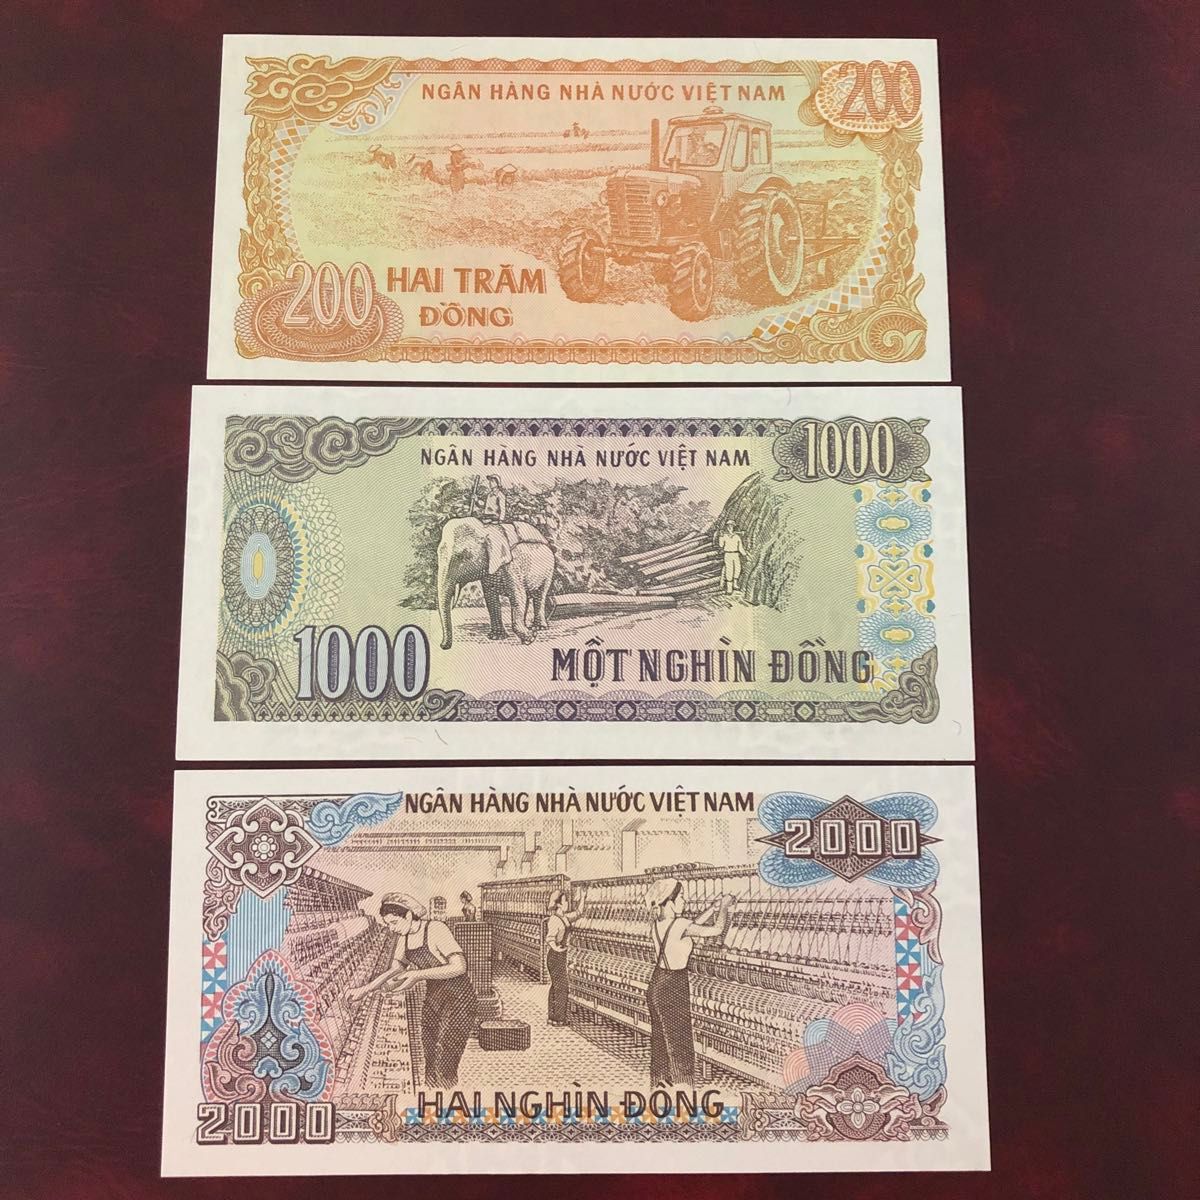 NGÂN HÀNG NHÀ NƯỚC VIỆT NAM
200
200
HAI TRĂM
ĐỒNG
NGÂN HÀNG NHÀ NƯỚC VIỆT NAM
1000
1000
MỘT NGHÌN ĐỒNG
NGÂN HÀNG NHÀ NƯỚC VIỆT NAM
2000
HAI NGHÌN ĐỒNG
2000